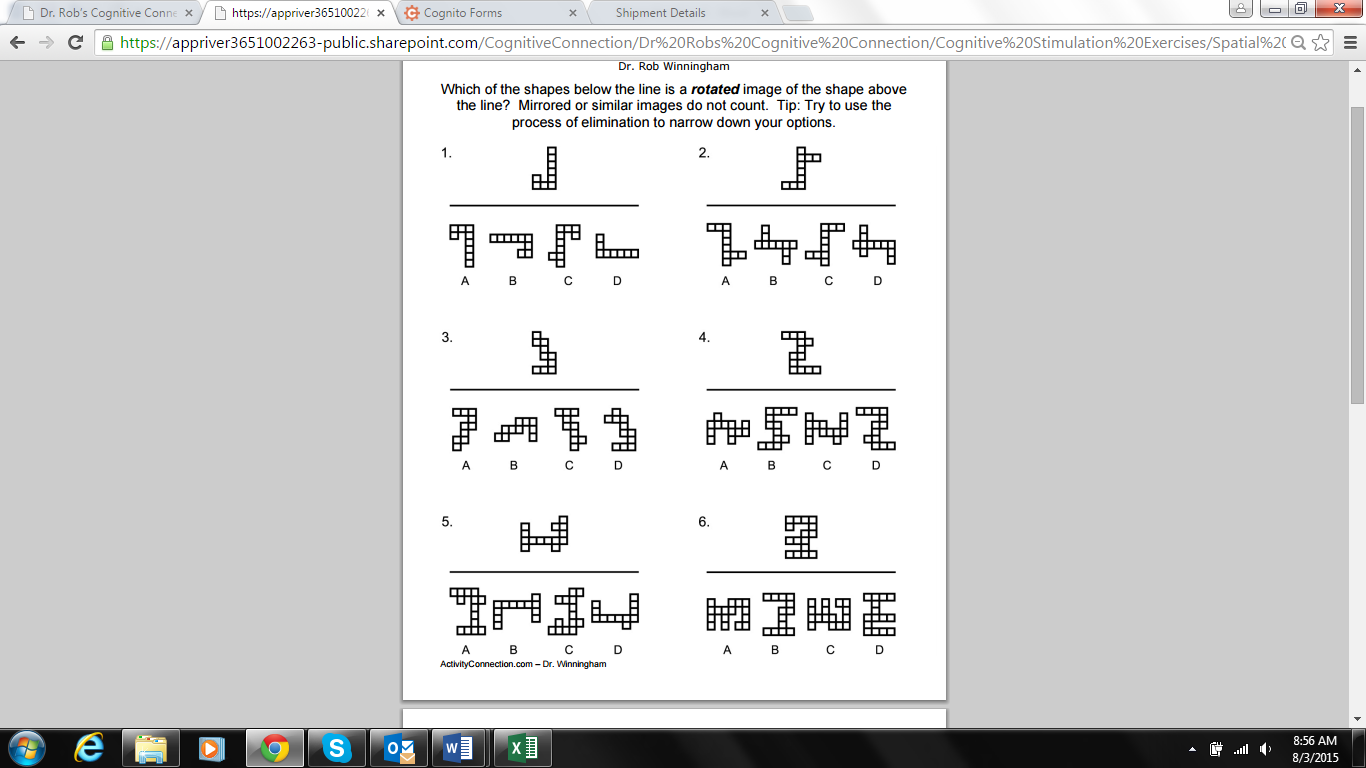 Dr. Rob's Cognitive Conne
https://appriver36510022
Cognito Forms
Shipment Details
https://appriver3651002263-public.sharepoint.com/CognitiveConnection/Dr%20Robs%20Cognitive%20Connection/Cognitive%20Stimulation%20Exercises/Spatial%20
Dr. Rob Winningham
Which of the shapes below the line is a rotated image of the shape above
the line? Mirrored or similar images do not count. Tip: Try to use the
process of elimination to narrow down your options.
1. 2.
A B C D A B C D
3. 4.
A B C D A B C D
5. 6.
A B C D A B C D
ActivityConnection.com – Dr. Winningham
8:56 AM
8/3/2015